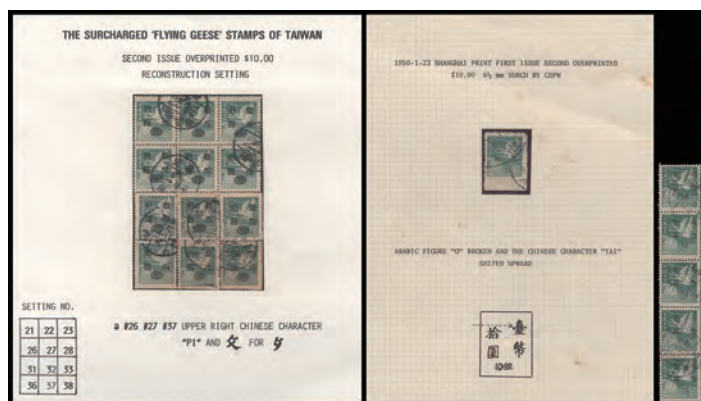 THE SURCHARGED 'FLYING GEESE' STAMPS OF TAIWAN
SECOND ISSUE OVERPRINTED $10.00
RECONSTRUCTION SETTING
SETTING NO.
21 22 23
26 27 28
31 32 33
36 37 38
a #26 #27 #37 UPPER RIGHT CHINESE CHARACTER
"PI" AND 攵 FOR
1950-1-23 SHANGHAI PRINT FIRST ISSUE SECOND OVERPRINTED
$10.00 6½ mm SURCH BY CEPW
ARABIC FIGURE "0" BROKEN AND THE CHINESE CHARACTER "TAI"
SHIFED UPWARD
臺幣
拾圓